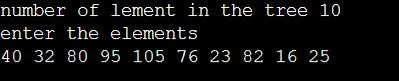 number of lement in the tree 10
enter the elements
40 32 80 95 105 76 23 82 16 25